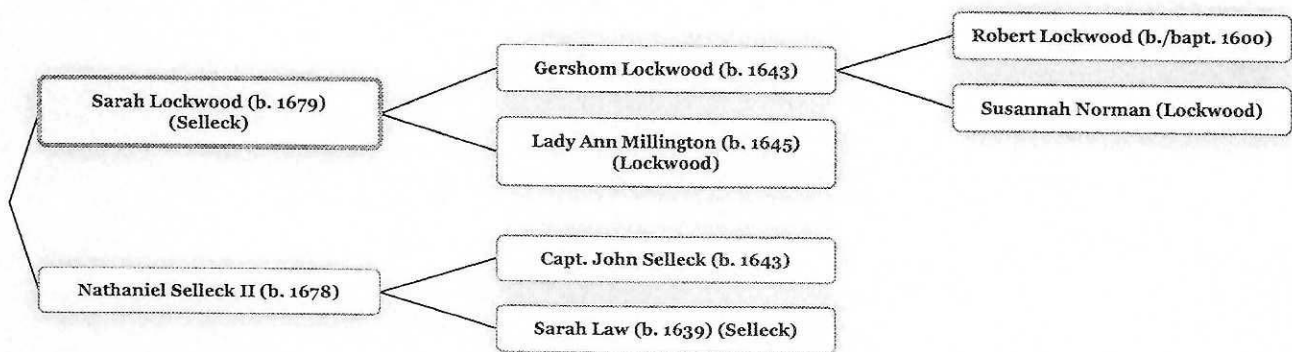 Robert Lockwood (b./bapt. 1600)
Gershom Lockwood (b. 1643)
Sarah Lockwood (b. 1679)
(Selleck)
Susannah Norman (Lockwood)
Lady Ann Millington (b. 1645)
(Lockwood)
Capt. John Selleck (b. 1643)
Nathaniel Selleck II (b. 1678)
Sarah Law (b. 1639) (Selleck)